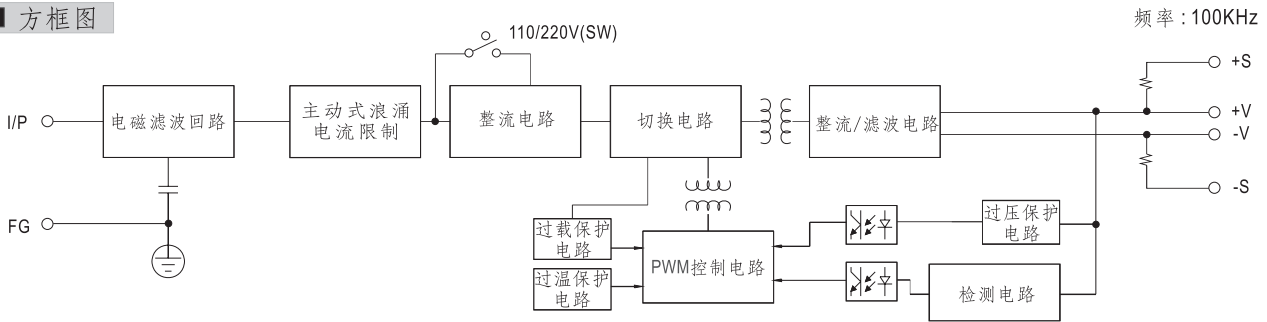 方框图
频率 : 100KHz
110/220V(SW)
+S
I/P
电磁滤波回路
主动式浪涌
电流限制
整流电路
切换电路
整流/滤波电路
+V
-V
-S
FG
过载保护
电路
过压保护
电路
PWM控制电路
过温保护
电路
检测电路